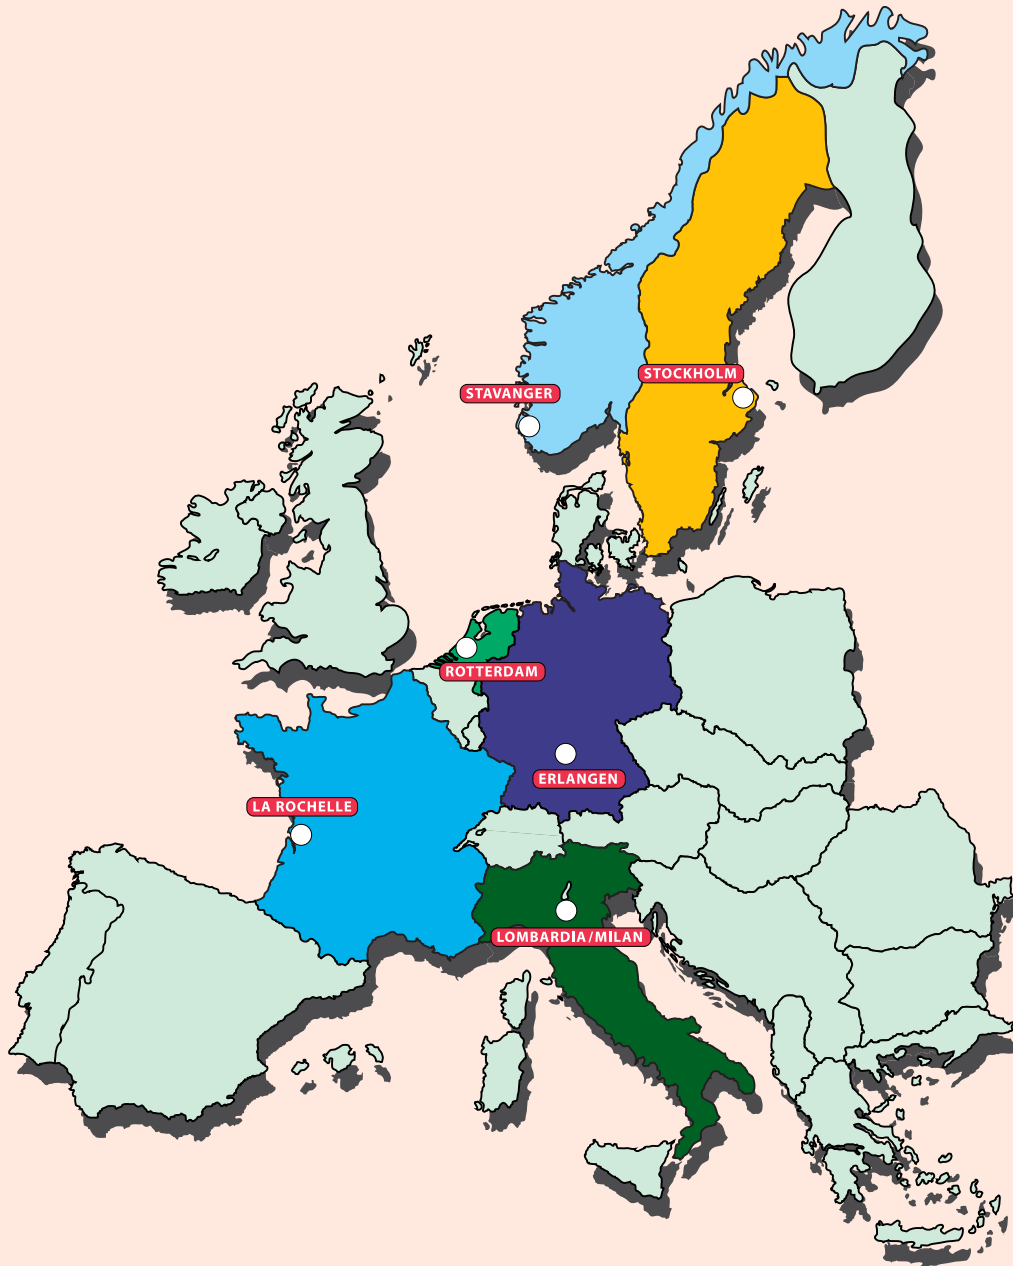 STOCKHOLM
STAVANGER
ROTTERDAM
ERLANGEN
LA ROCHELLE
LOMBARDIA/MILAN